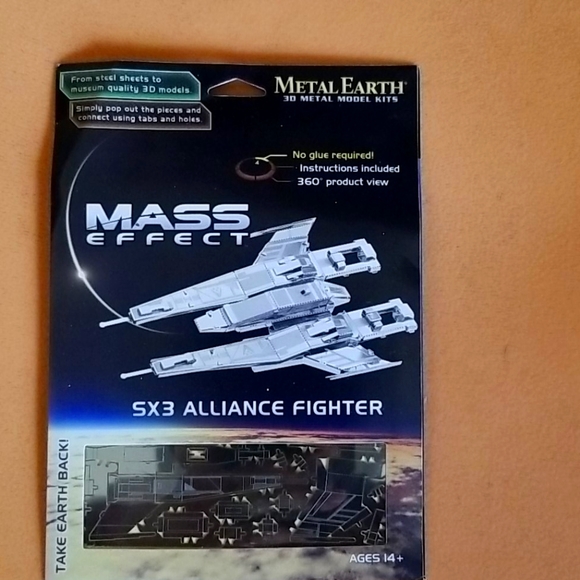 From steel sheets to
museum quality 3D models.
Simply pop out the pieces and
connect using tabs and holes.
METAL EARTH®
3D METAL MODEL KITS
No glue required!
Instructions included
360° product view
MASS
EFFECT
SX3 ALLIANCE FIGHTER
TAKE EARTH BACK!
AGES 14+